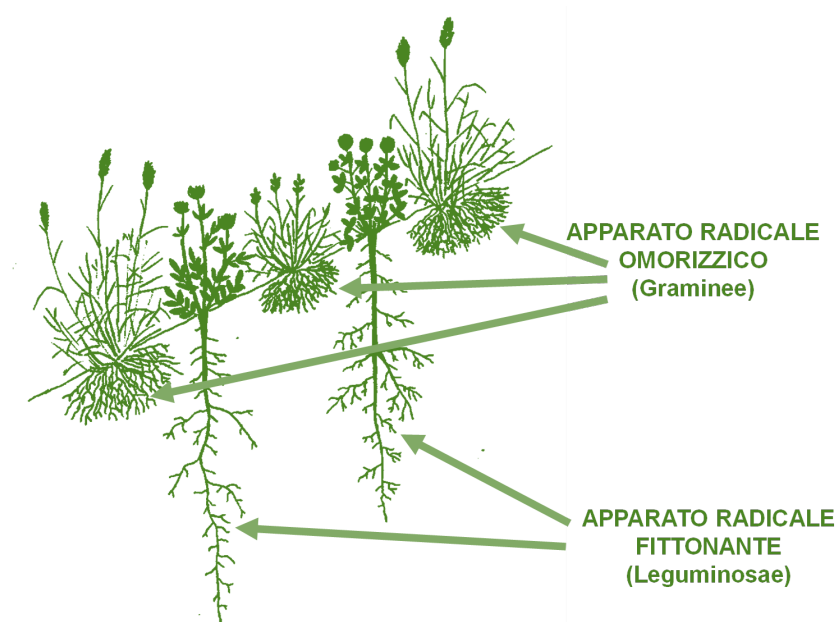 APPARATO RADICALE
OMORIZZICO
(Graminee)
APPARATO RADICALE
FITTONANTE
(Leguminosae)